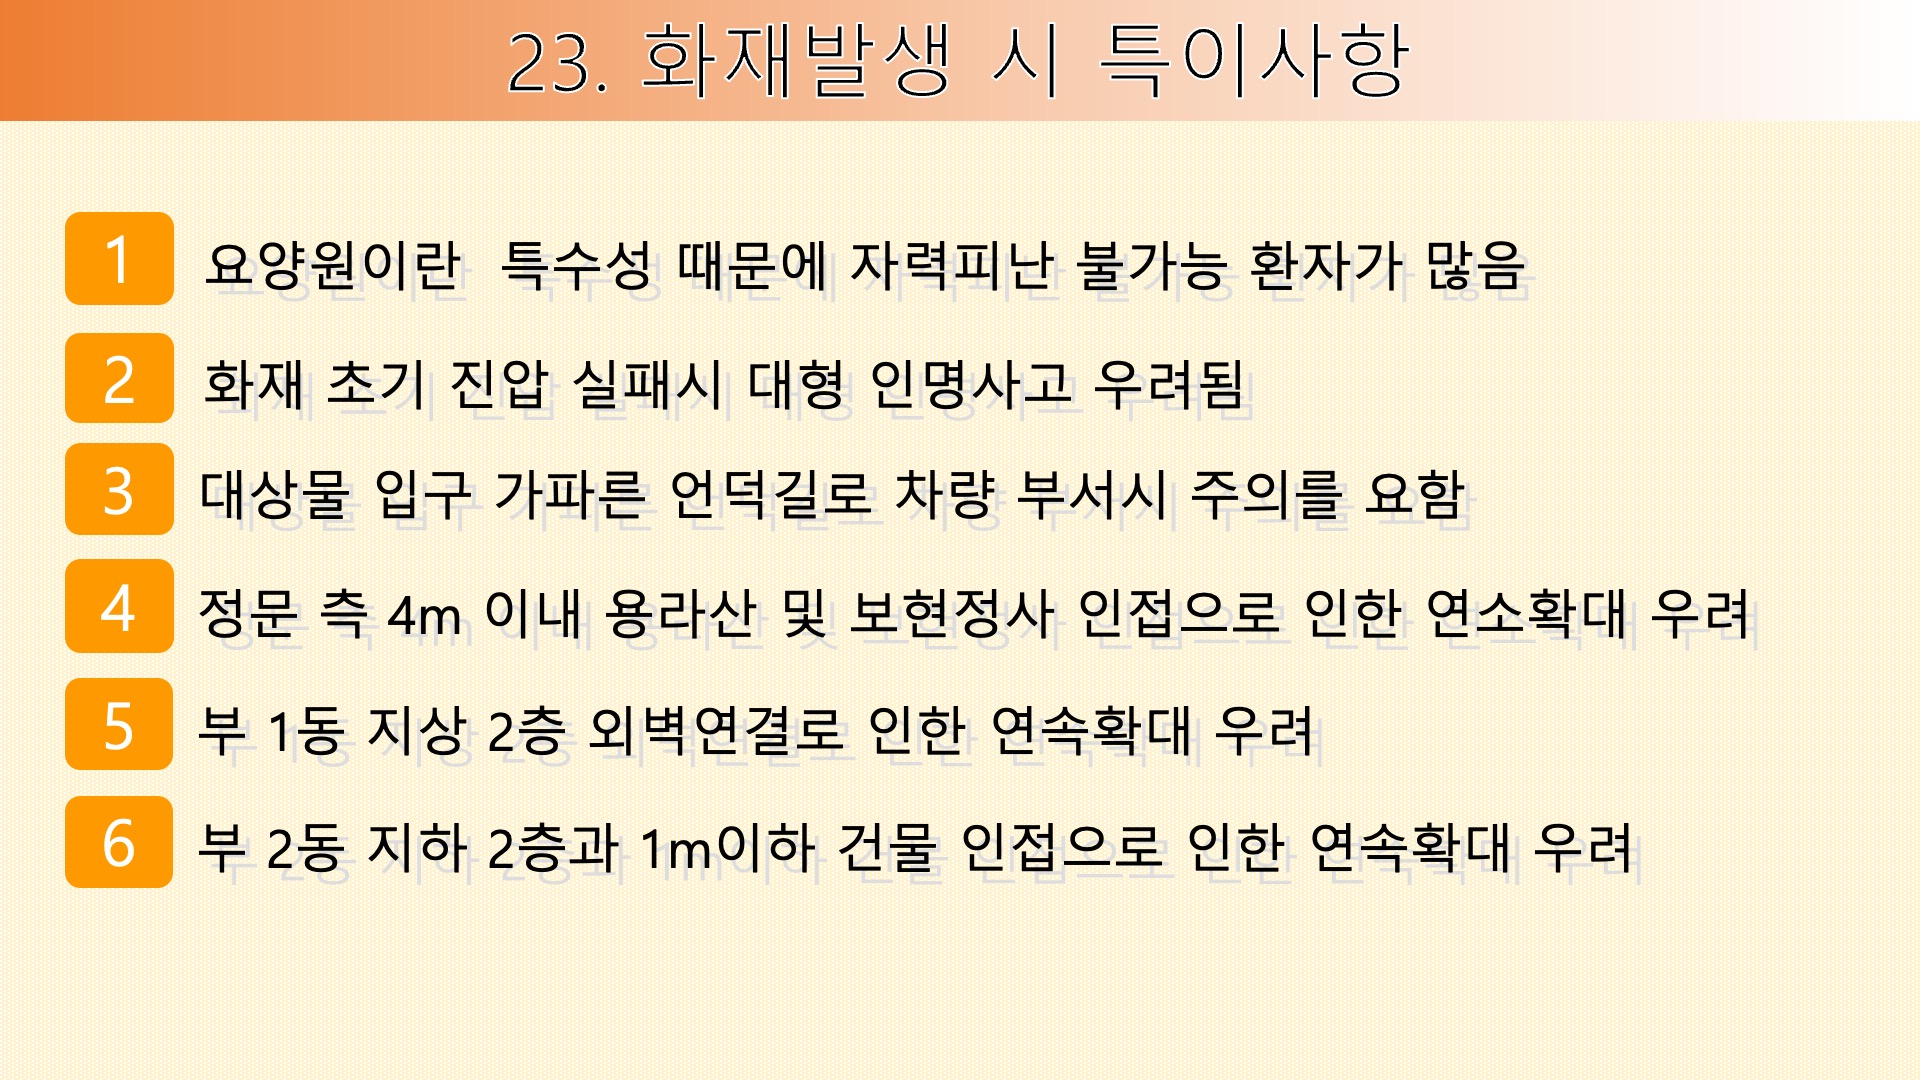 23. 화재발생 시 특이사항
1 요양원이란 특수성 때문에 자력피난 불가능 환자가 많음
2 화재 초기 진압 실패시 대형 인명사고 우려됨
3 대상물 입구 가파른 언덕길로 차량 부서시 주의를 요함
4 정문 측 4m 이내 용라산 및 보현정사 인접으로 인한 연소확대 우려
5 부 1동 지상 2층 외벽연결로 인한 연속확대 우려
6 부 2동 지하 2층과 1m이하 건물 인접으로 인한 연속확대 우려